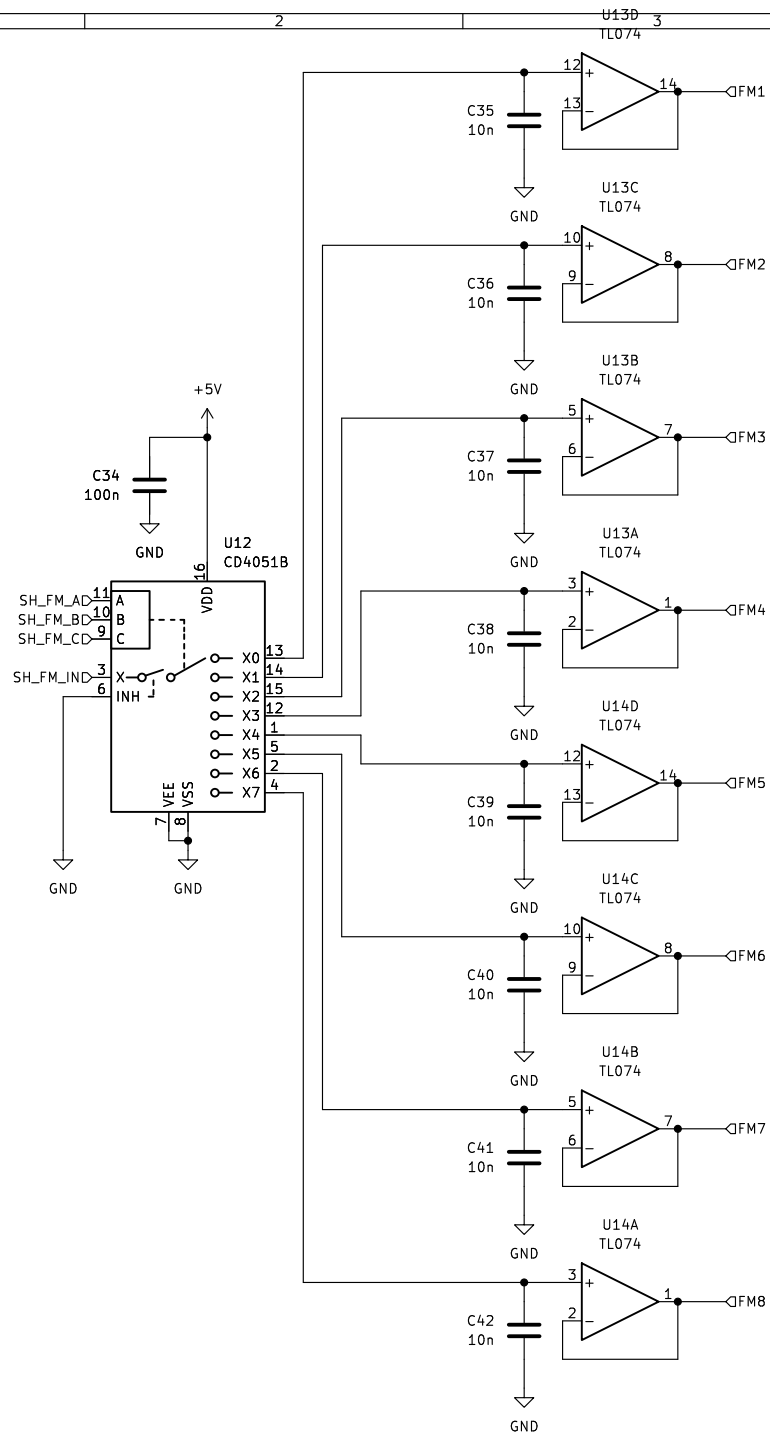 2
3
U13D
TL074
12
+
13
−
14
FM1
C35
10n
GND
U13C
TL074
10
+
9
−
8
FM2
C36
10n
GND
U13B
TL074
5
+
6
−
7
FM3
C37
10n
GND
+5V
C34
100n
GND
U12
CD4051B
16
VDD
SH_FM_A
11
A
SH_FM_B
10
B
SH_FM_C
9
C
SH_FM_IN
3
X
6
INH
X0
13
X1
14
X2
15
X3
12
X4
1
X5
5
X6
2
X7
4
VEE
VSS
7
8
GND
GND
U13A
TL074
3
+
2
−
1
FM4
C38
10n
GND
U14D
TL074
12
+
13
−
14
FM5
C39
10n
GND
U14C
TL074
10
+
9
−
8
FM6
C40
10n
GND
U14B
TL074
5
+
6
−
7
FM7
C41
10n
GND
U14A
TL074
3
+
2
−
1
FM8
C42
10n
GND